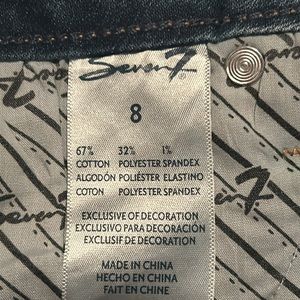 Seven7
8
67% 32% 1%
COTTON POLYESTER SPANDEX
ALGODÓN POLIÉSTER ELASTINO
COTON POLYESTER SPANDEX
EXCLUSIVE OF DECORATION
EXCLUSIVO PARA DECORACIÓN
EXCLUSIF DE DECORATION
MADE IN CHINA
HECHO EN CHINA
FAIT EN CHINE